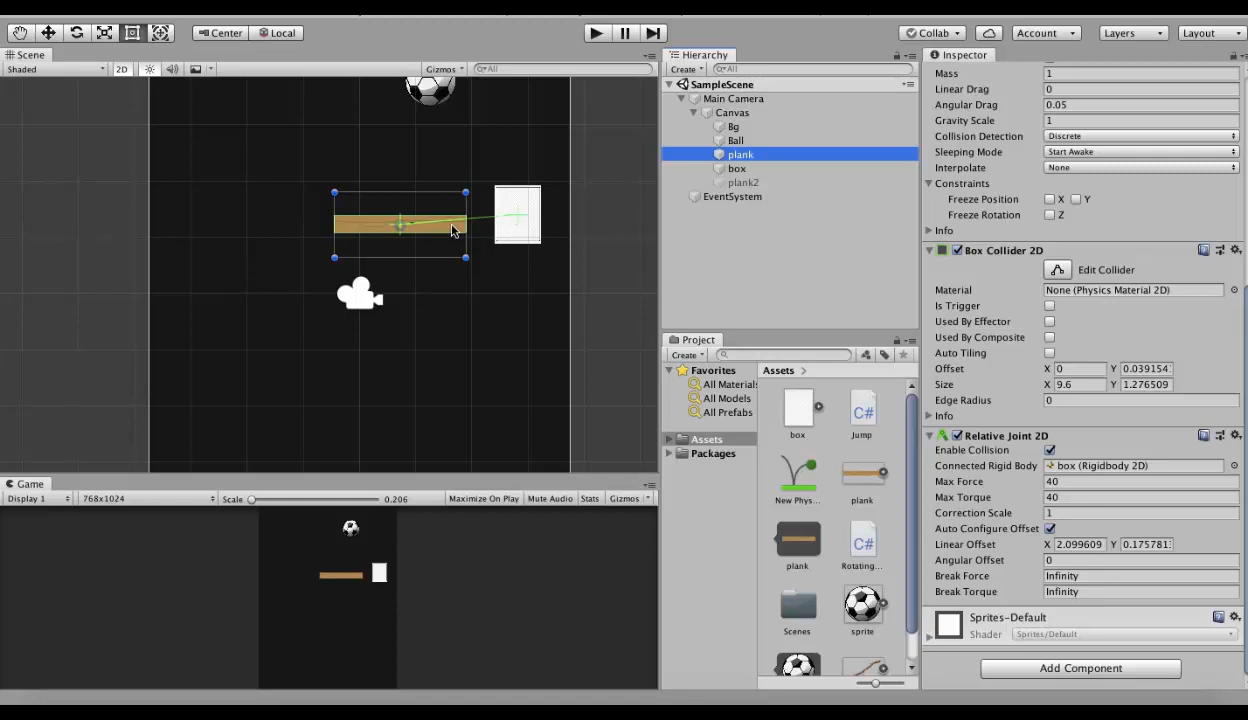 Center Local Collab Account Layers Layout
Scene
Shaded 2D Gizmos All
Hierarchy
Create All
SampleScene
Main Camera
Canvas
Bg
Ball
plank
box
plank2
EventSystem
Project
Create
Favorites
All Materials
All Models
All Prefabs
Assets
Packages
Assets
box
Jump
C#
New Phys...
plank
plank
Rotating...
C#
Scenes
sprite
Game
Display 1 768x1024 Scale 0.206 Maximize On Play Mute Audio Stats Gizmos
Inspector
Mass 1
Linear Drag 0
Angular Drag 0.05
Gravity Scale 1
Collision Detection Discrete
Sleeping Mode Start Awake
Interpolate None
Constraints
Freeze Position X Y
Freeze Rotation Z
Info
Box Collider 2D
Edit Collider
Material None (Physics Material 2D)
Is Trigger
Used By Effector
Used By Composite
Auto Tiling
Offset X 0 Y 0.039154
Size X 9.6 Y 1.276509
Edge Radius 0
Info
Relative Joint 2D
Enable Collision
Connected Rigid Body box (Rigidbody 2D)
Max Force 40
Max Torque 40
Correction Scale 1
Auto Configure Offset
Linear Offset X 2.099609 Y 0.175781
Angular Offset 0
Break Force Infinity
Break Torque Infinity
Sprites-Default
Shader Sprites/Default
Add Component